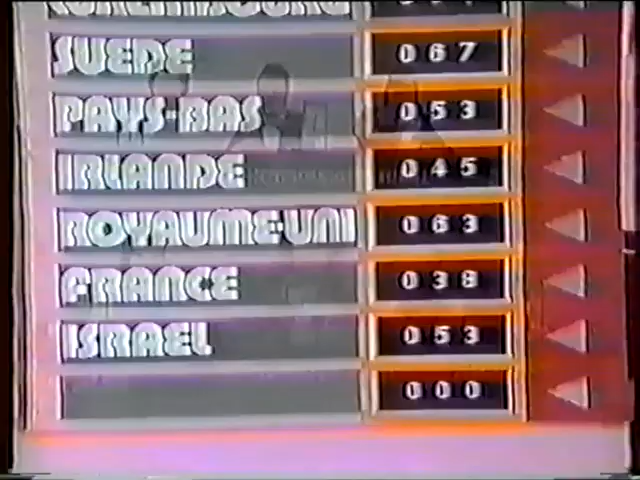 SUEDE 067
PAYS-BAS 053
IRLANDE 045
ROYAUME-UNI 063
FRANCE 038
ISRAEL 053
000